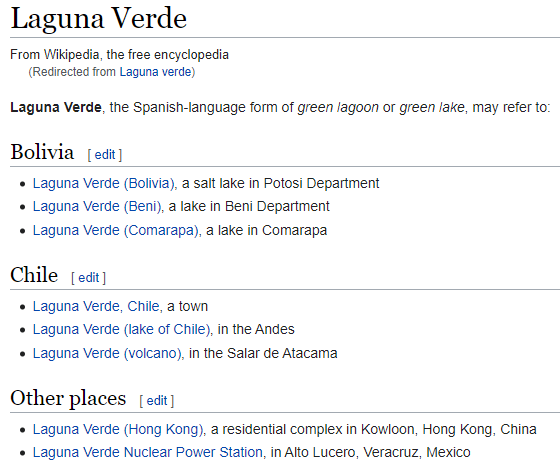 Laguna Verde
From Wikipedia, the free encyclopedia
(Redirected from Laguna verde)
Laguna Verde, the Spanish-language form of green lagoon or green lake, may refer to:
Bolivia [ edit ]
Laguna Verde (Bolivia), a salt lake in Potosi Department
Laguna Verde (Beni), a lake in Beni Department
Laguna Verde (Comarapa), a lake in Comarapa
Chile [ edit ]
Laguna Verde, Chile, a town
Laguna Verde (lake of Chile), in the Andes
Laguna Verde (volcano), in the Salar de Atacama
Other places [ edit ]
Laguna Verde (Hong Kong), a residential complex in Kowloon, Hong Kong, China
Laguna Verde Nuclear Power Station, in Alto Lucero, Veracruz, Mexico